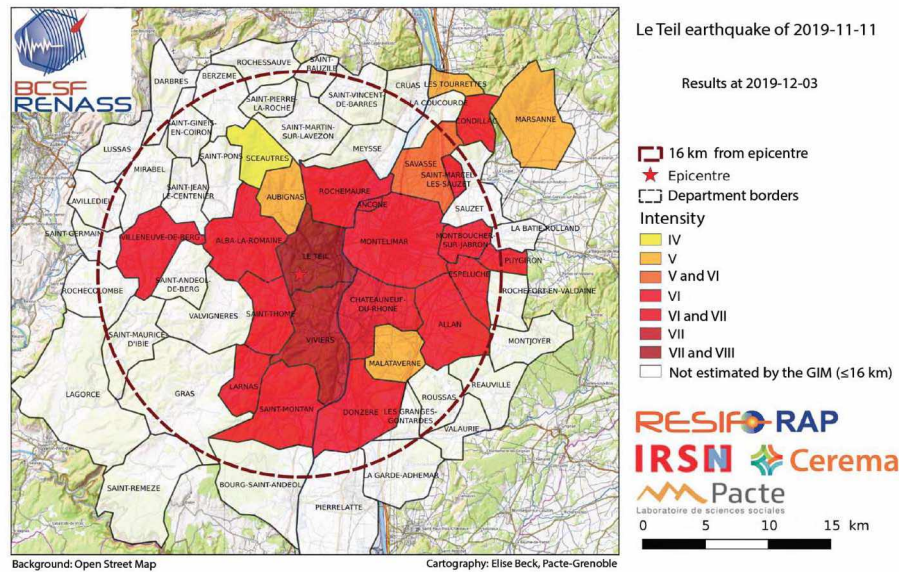 BCSF
RENASS
Le Teil earthquake of 2019-11-11
Results at 2019-12-03
16 km from epicentre
Epicentre
Department borders
Intensity
IV
V
V and VI
VI
VI and VII
VII
VII and VIII
Not estimated by the GIM (≤16 km)
RESIF RAP
IRSN
Cerema
Pacte
Laboratoire de sciences sociales
0 5 10 15 km
ROCHESSAUVE
SAINT-
BAUZILE
DARBRES
BERZEME
CRUAS
LES TOURRETTES
SAINT-PIERRE-
LA-ROCHE
SAINT-VINCENT-
DE-BARRES
LA COUCOURDE
CONDILLAC
MARSANNE
SAINT-GINEIS-
EN-COIRON
SAINT-MARTIN
-SUR-LAVEZON
LUSSAS
MEYSSE
SAINT-PONS
SCEAUTRES
SAVASSE
MIRABEL
SAINT-MARCEL-
LES-SAUZET
SAINT-JEAN
LE-CENTENIER
AUBIGNAS
ROCHEMAURE
ANCONE
SAUZET
LAVILLEDIEU
LA BATIE-ROLLAND
SAINT-GERMAIN
VILLENEUVE-DE-BERG
ALBA-LA-ROMAINE
MONTELIMAR
MONTBOUCHER-
SUR-JABRON
LE TEIL
PUYGIRON
ESPELUCHE
SAINT-ANDEOL-
DE-BERG
ROCHECOLOMBE
ROCHEFORT-EN-VALDAINE
CHATEAUNEUF-
DU-RHONE
VALVIGNERES
SAINT-THOME
ALLAN
SAINT-MAURICE-
D'IBIE
VIVIERS
MONTJOYER
MALATAVERNE
LARNAS
REAUVILLE
LAGORCE
GRAS
ROUSSAS
SAINT-MONTAN
DONZERE
LES GRANGES-
GONTARDES
VALAURIE
LA GARDE-ADHEMAR
SAINT-REMEZE
BOURG-SAINT-ANDEOL
PIERRELATTE
Background: Open Street Map
Cartography: Elise Beck, Pacte-Grenoble